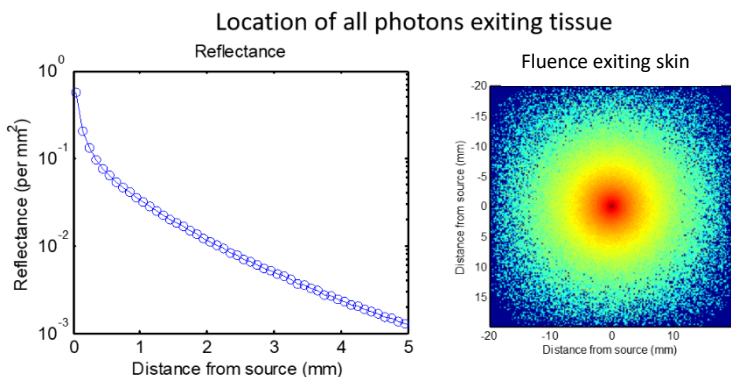 Location of all photons exiting tissue
Reflectance
10^0
10^-1
10^-2
10^-3
Reflectance (per mm^2)
0 1 2 3 4 5
Distance from source (mm)
Fluence exiting skin
-20
-15
-10
-5
0
5
10
15
Distance from source (mm)
-20 -10 0 10
Distance from source (mm)